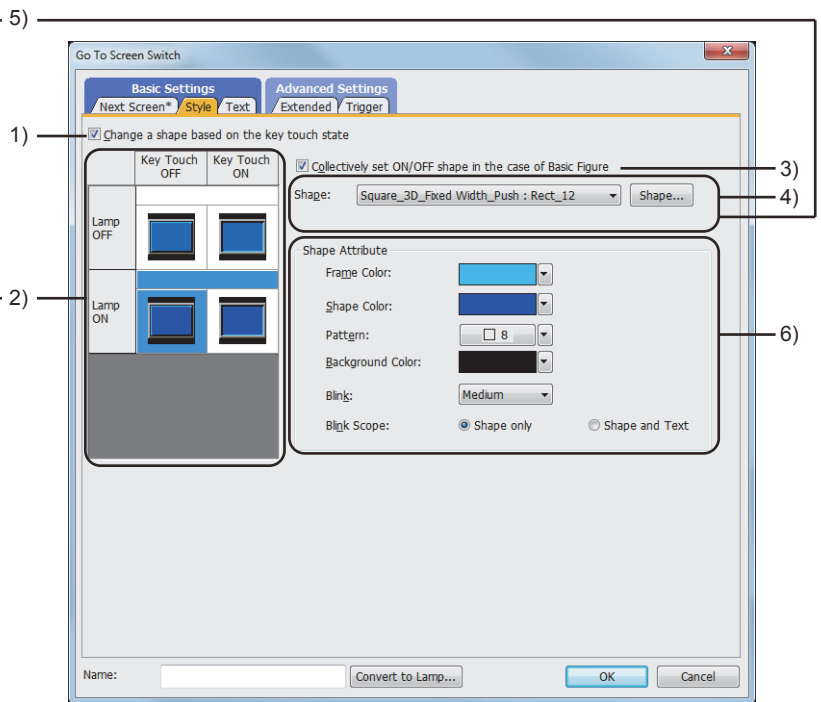 5)
Go To Screen Switch
Basic Settings Advanced Settings
Next Screen* Style Text Extended Trigger
1) Change a shape based on the key touch state
Key Touch OFF Key Touch ON
Collectively set ON/OFF shape in the case of Basic Figure 3)
Shape: Square_3D_Fixed Width_Push : Rect_12 Shape... 4)
Lamp OFF
Shape Attribute
Frame Color:
2) Lamp ON
Shape Color:
Pattern: 8 6)
Background Color:
Blink: Medium
Blink Scope: Shape only Shape and Text
Name: Convert to Lamp... OK Cancel